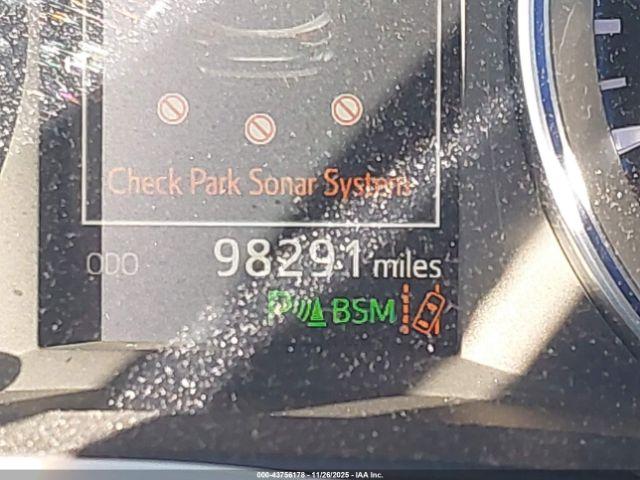 Check Park Sonar System
ODO 98291 miles
P BSM
000-43756178 - 11/26/2025 - IAA Inc.